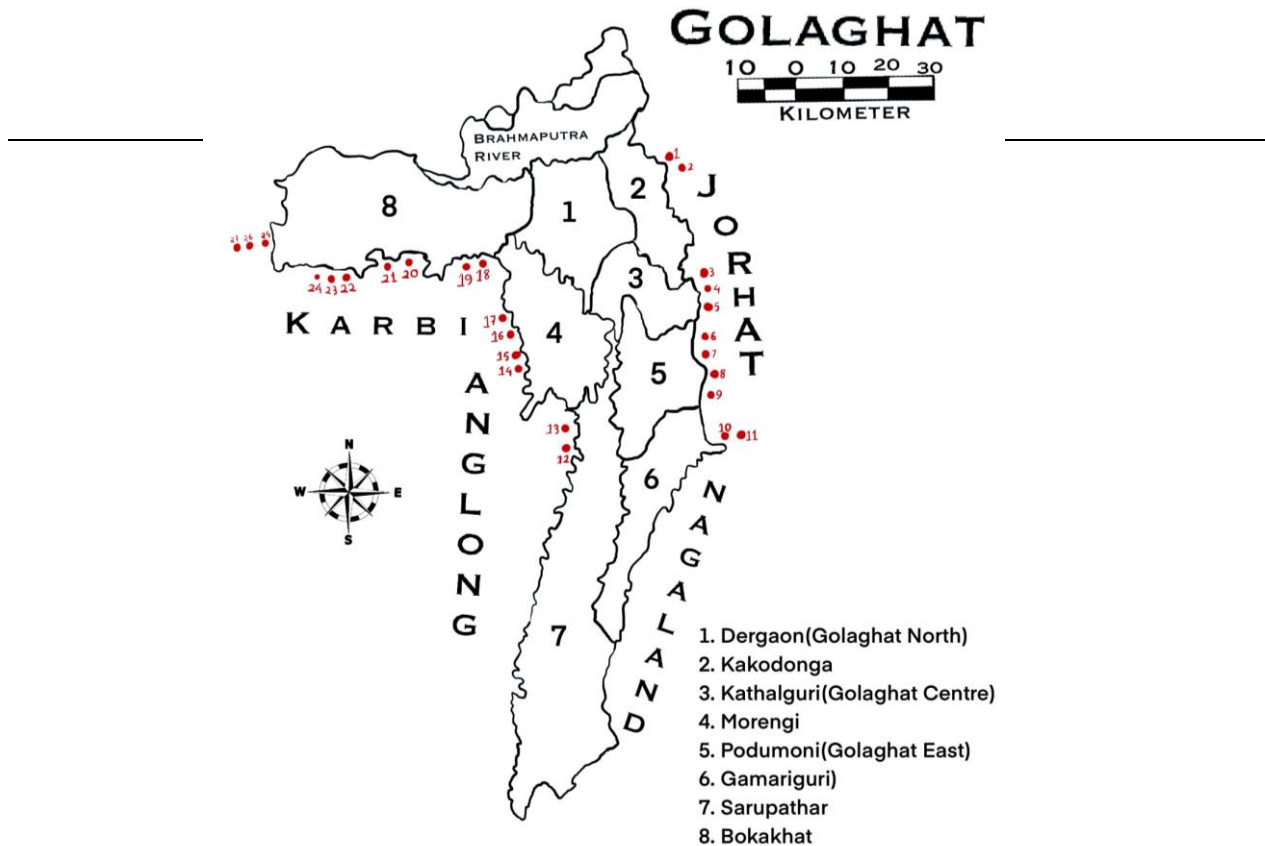 GOLAGHAT
10 0 10 20 30
KILOMETER
BRAHMAPUTRA
RIVER
1
2
J
O
R
H
A
T
8
1
2
3
27 26 25
3
4
5
24 23 22 21 20 19 18
KARBI
17
16
15
14
4
6
7
8
9
5
A
N
G
L
O
N
G
13
12
10 11
N
W E
S
6
N
A
G
A
L
A
N
D
7
1. Dergaon(Golaghat North)
2. Kakodonga
3. Kathalguri(Golaghat Centre)
4. Morengi
5. Podumoni(Golaghat East)
6. Gamariguri)
7. Sarupathar
8. Bokakhat